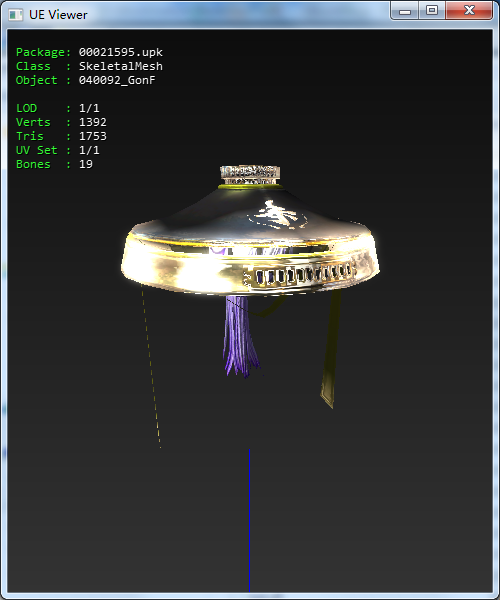 UE Viewer
Package: 00021595.upk
Class : SkeletalMesh
Object : 040092_GonF
LOD : 1/1
Verts : 1392
Tris : 1753
UV Set : 1/1
Bones : 19